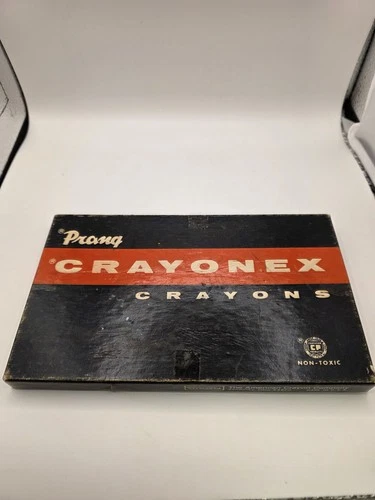 ®Prang
®CRAYONEX
CRAYONS
® CP
NON-TOXIC